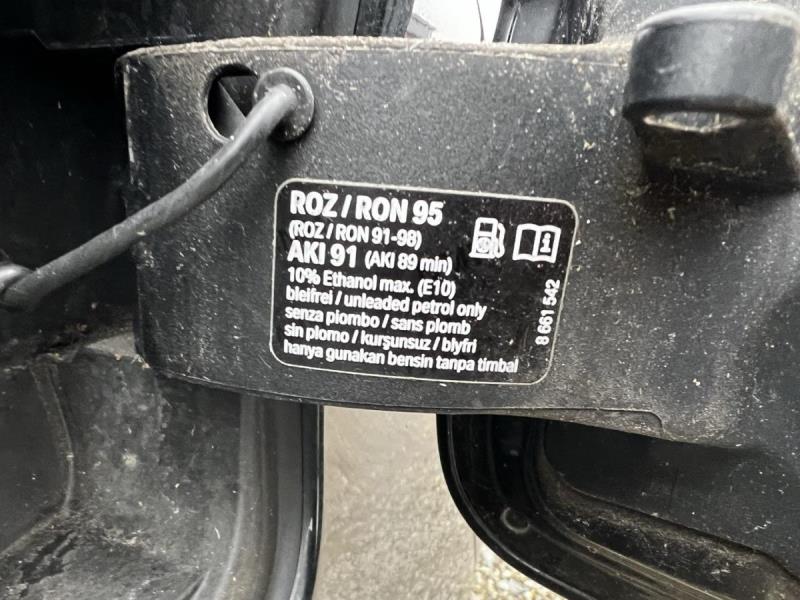 ROZ / RON 95
(ROZ / RON 91-98)
AKI 91 (AKI 89 min)
10% Ethanol max. (E10)
bleifrei / unleaded petrol only
senza piombo / sans plomb
sin plomo / kurşunsuz / blyfri
hanya gunakan bensin tanpa timbal
8 661 542